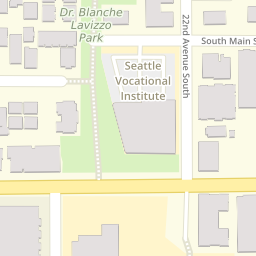 Dr. Blanche
Lavizzo
Park
South Main S
Seattle
Vocational
Institute
22nd Avenue South